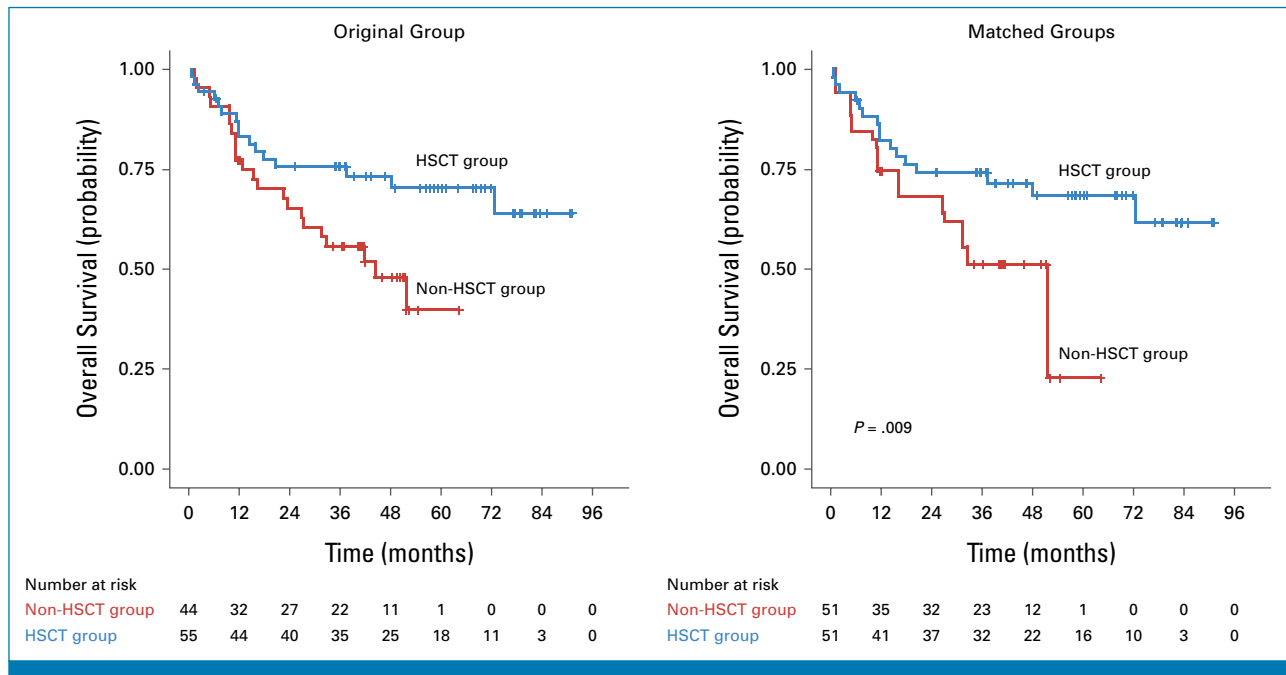 Original Group
1.00
0.75
0.50
0.25
0.00
Overall Survival (probability)
HSCT group
Non-HSCT group
0 12 24 36 48 60 72 84 96
Time (months)
Number at risk
Non-HSCT group 44 32 27 22 11 1 0 0 0
HSCT group 55 44 40 35 25 18 11 3 0
Matched Groups
1.00
0.75
0.50
0.25
0.00
Overall Survival (probability)
HSCT group
Non-HSCT group
P = .009
0 12 24 36 48 60 72 84 96
Time (months)
Number at risk
Non-HSCT group 51 35 32 23 12 1 0 0 0
HSCT group 51 41 37 32 22 16 10 3 0